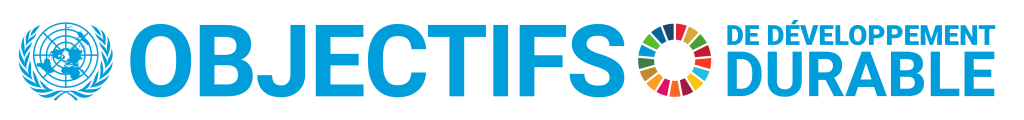 OBJECTIFS
DE DÉVELOPPEMENT
DURABLE